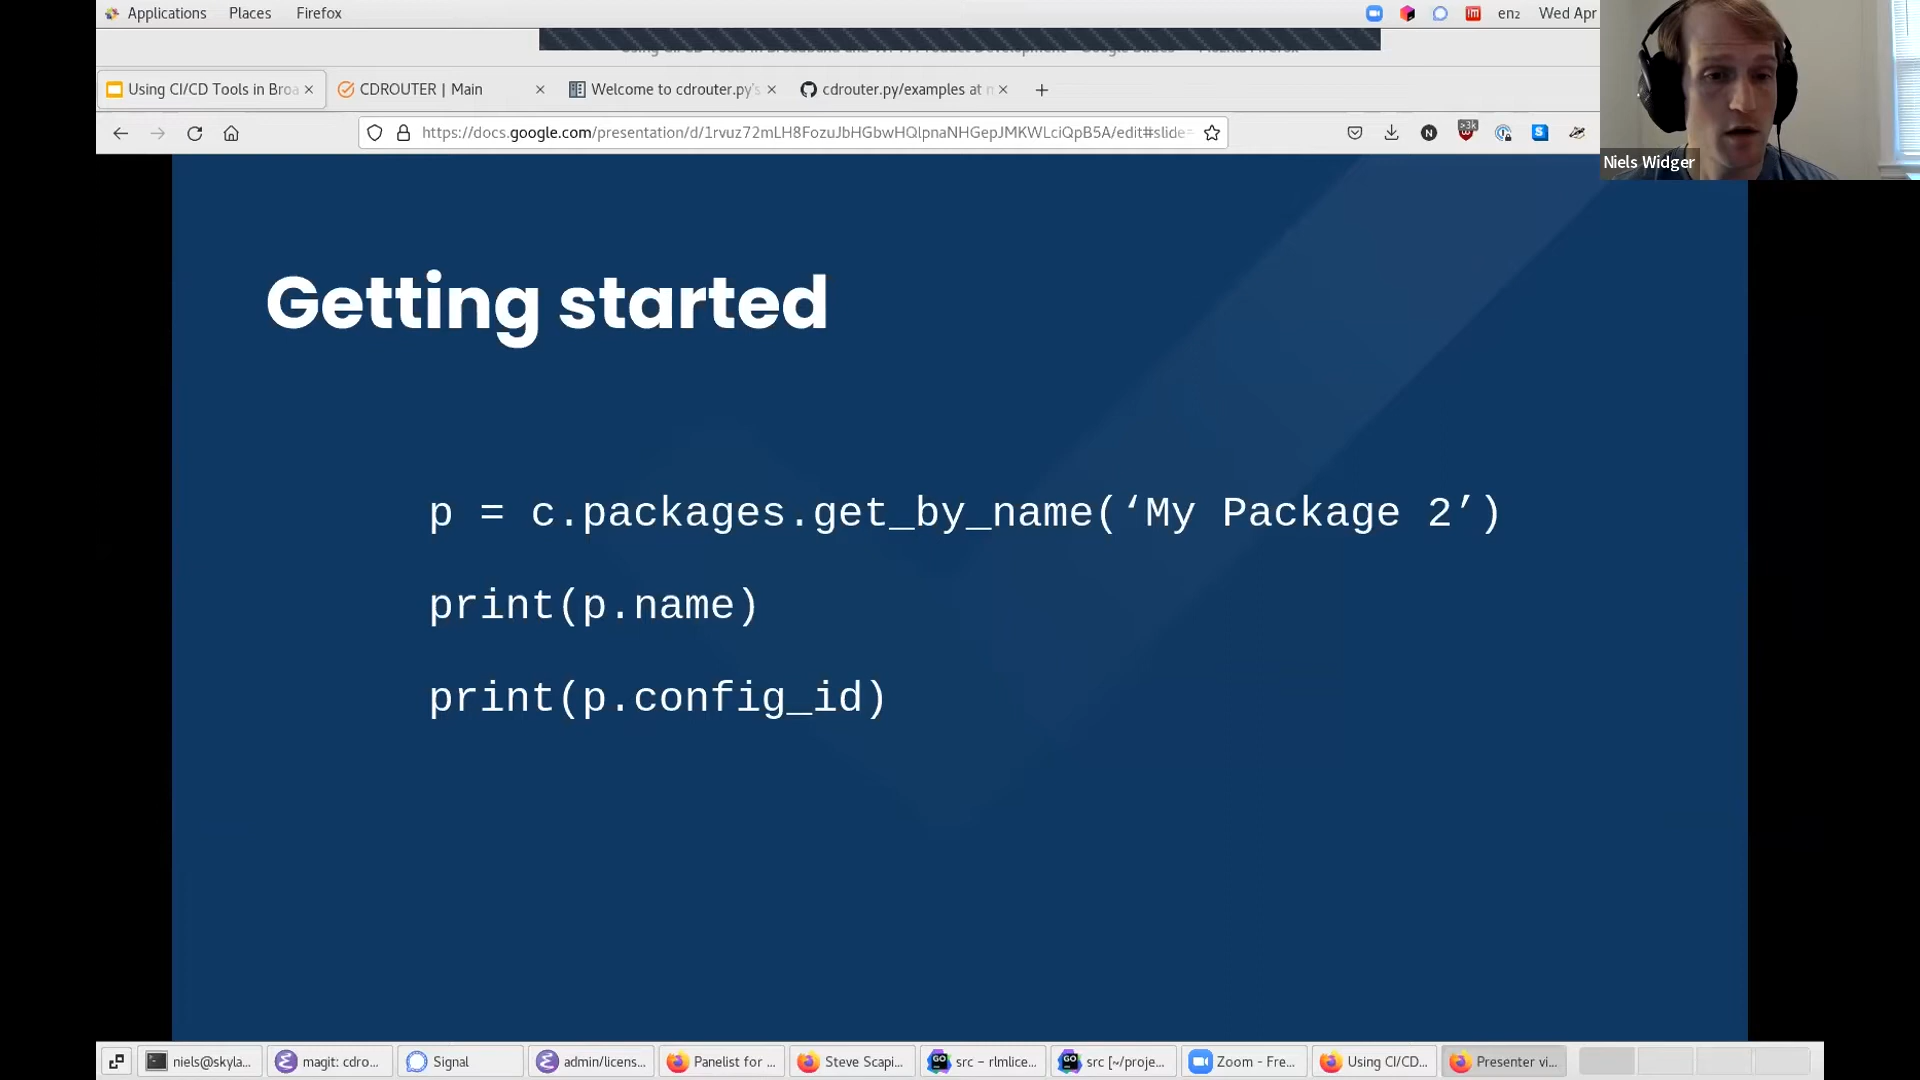 Applications Places Firefox en₂ Wed Apr
Using CI/CD Tools in Broa CDROUTER | Main Welcome to cdrouter.py's cdrouter.py/examples at m
https://docs.google.com/presentation/d/1rvuz72mLH8FozuJbHGbwHQlpnaNHGepJMKWLciQpB5A/edit#slide=
>3k
Niels Widger
Getting started
p = c.packages.get_by_name(‘My Package 2’)
print(p.name)
print(p.config_id)
niels@skyla... magit: cdro... Signal admin/licens... Panelist for ... Steve Scapi... src – rlmlice... src [~/proje... Zoom - Fre... Using CI/CD... Presenter vi...